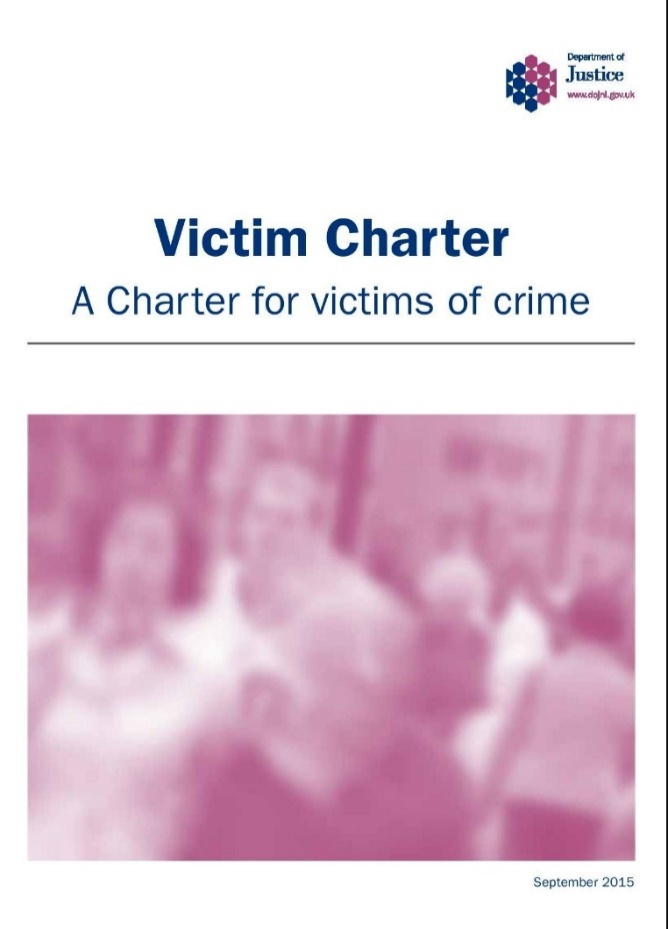 Department of
Justice
www.dojni.gov.uk
Victim Charter
A Charter for victims of crime
September 2015